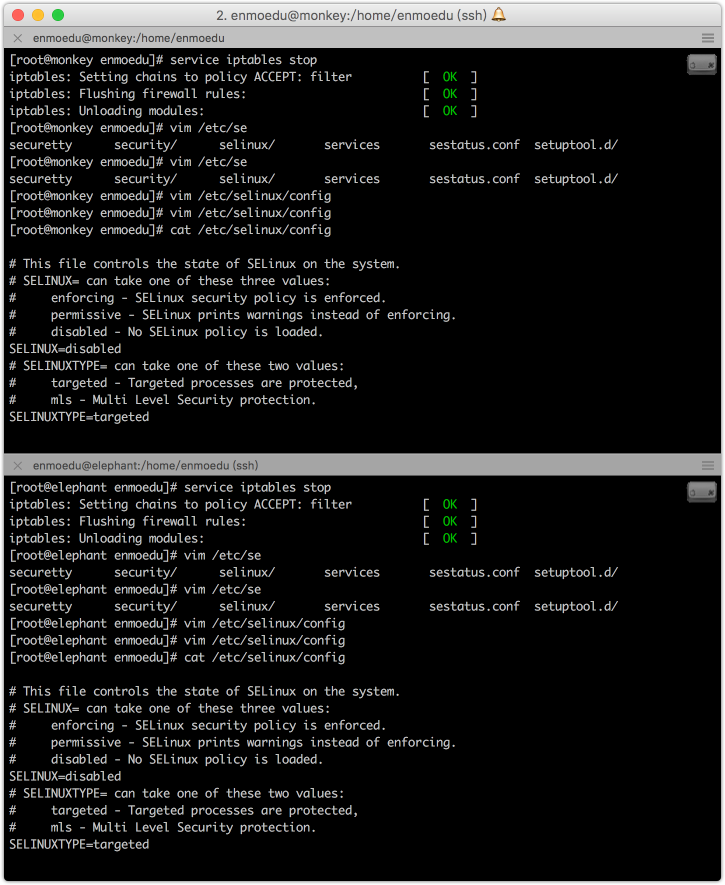 2. enmoedu@monkey:/home/enmoedu (ssh) 🔔
enmoedu@monkey:/home/enmoedu
[root@monkey enmoedu]# service iptables stop
iptables: Setting chains to policy ACCEPT: filter          [  OK  ]
iptables: Flushing firewall rules:                         [  OK  ]
iptables: Unloading modules:                               [  OK  ]
[root@monkey enmoedu]# vim /etc/se
securetty      security/      selinux/       services       sestatus.conf  setuptool.d/
[root@monkey enmoedu]# vim /etc/se
securetty      security/      selinux/       services       sestatus.conf  setuptool.d/
[root@monkey enmoedu]# vim /etc/selinux/config
[root@monkey enmoedu]# vim /etc/selinux/config
[root@monkey enmoedu]# cat /etc/selinux/config
# This file controls the state of SELinux on the system.
# SELINUX= can take one of these three values:
#     enforcing - SELinux security policy is enforced.
#     permissive - SELinux prints warnings instead of enforcing.
#     disabled - No SELinux policy is loaded.
SELINUX=disabled
# SELINUXTYPE= can take one of these two values:
#     targeted - Targeted processes are protected,
#     mls - Multi Level Security protection.
SELINUXTYPE=targeted
enmoedu@elephant:/home/enmoedu (ssh)
[root@elephant enmoedu]# service iptables stop
iptables: Setting chains to policy ACCEPT: filter          [  OK  ]
iptables: Flushing firewall rules:                         [  OK  ]
iptables: Unloading modules:                               [  OK  ]
[root@elephant enmoedu]# vim /etc/se
securetty      security/      selinux/       services       sestatus.conf  setuptool.d/
[root@elephant enmoedu]# vim /etc/se
securetty      security/      selinux/       services       sestatus.conf  setuptool.d/
[root@elephant enmoedu]# vim /etc/selinux/config
[root@elephant enmoedu]# vim /etc/selinux/config
[root@elephant enmoedu]# cat /etc/selinux/config
# This file controls the state of SELinux on the system.
# SELINUX= can take one of these three values:
#     enforcing - SELinux security policy is enforced.
#     permissive - SELinux prints warnings instead of enforcing.
#     disabled - No SELinux policy is loaded.
SELINUX=disabled
# SELINUXTYPE= can take one of these two values:
#     targeted - Targeted processes are protected,
#     mls - Multi Level Security protection.
SELINUXTYPE=targeted